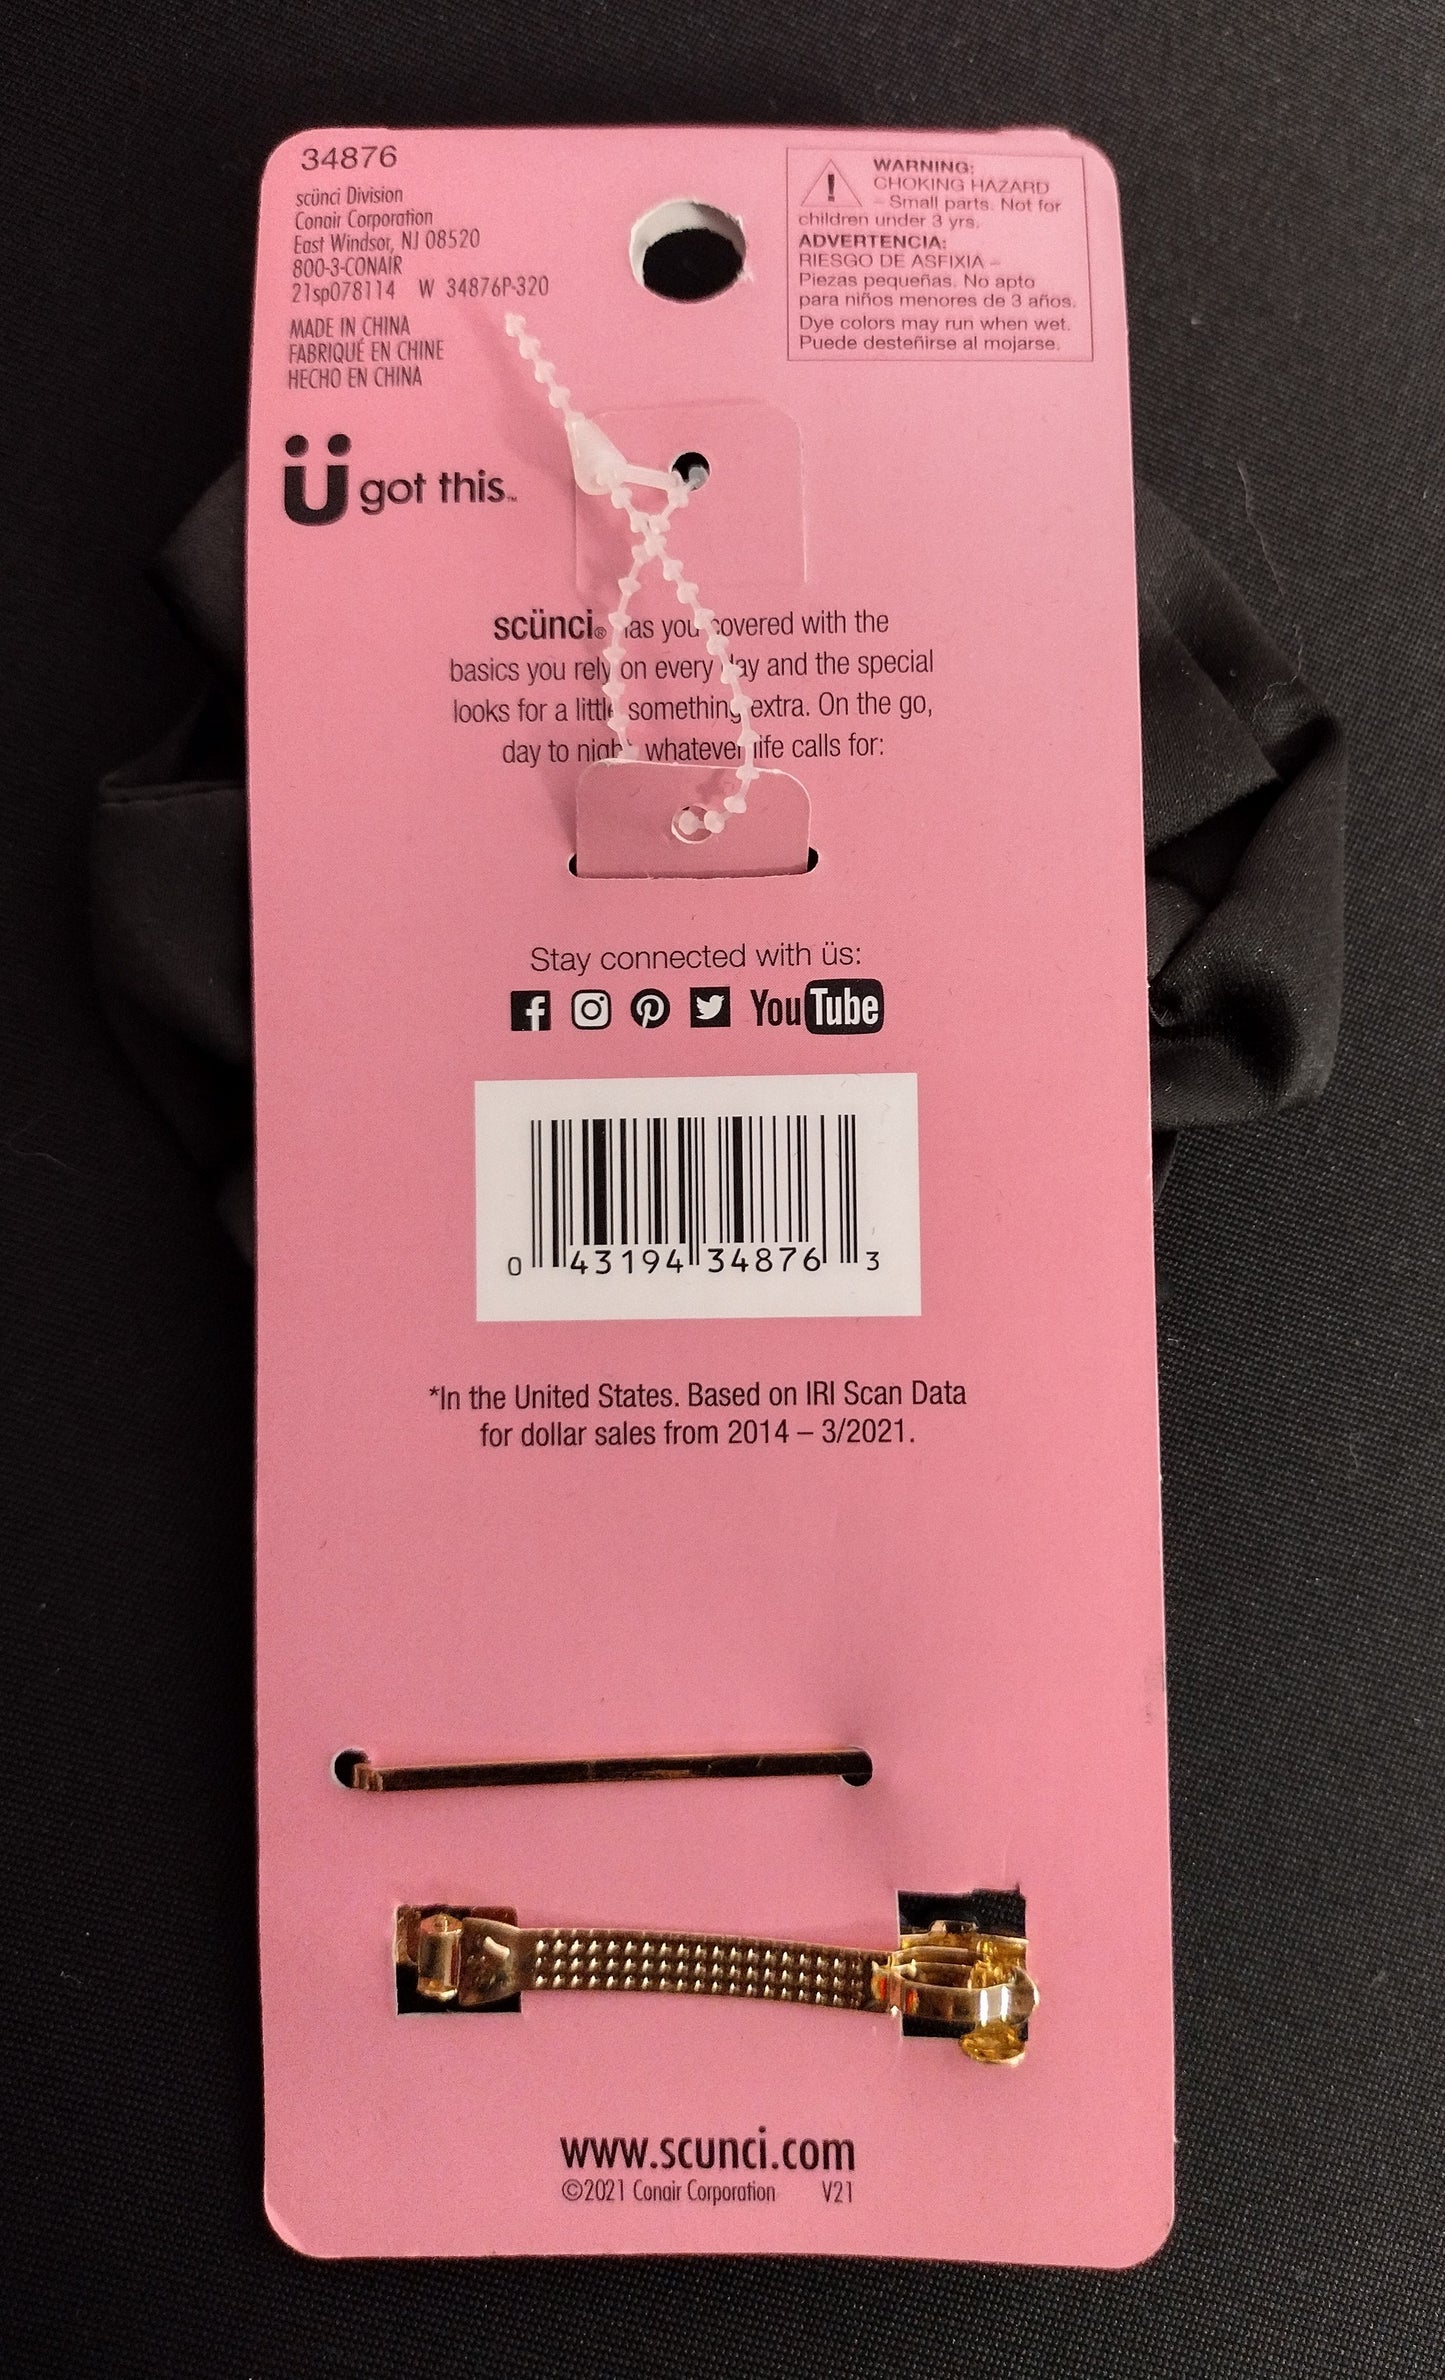 34876
scünci Division
Conair Corporation
East Windsor, NJ 08520
800-3-CONAIR
21sp078114 W 34876P-320
MADE IN CHINA
FABRIQUÉ EN CHINE
HECHO EN CHINA
WARNING:
CHOKING HAZARD
– Small parts. Not for
children under 3 yrs.
ADVERTENCIA:
RIESGO DE ASFIXIA –
Piezas pequeñas. No apto
para niños menores de 3 años.
Dye colors may run when wet.
Puede desteñirse al mojarse.
Ü got this.™
scünci® has you covered with the
basics you rely on every day and the special
looks for a little something extra. On the go,
day to night, whatever life calls for:
Stay connected with üs:
YouTube
0 43194 34876 3
*In the United States. Based on IRI Scan Data
for dollar sales from 2014 – 3/2021.
www.scunci.com
©2021 Conair Corporation V21